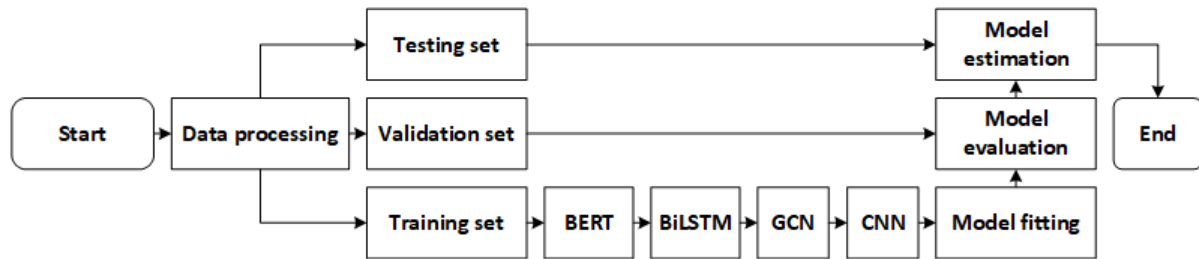 Testing set
Model
estimation
Start
Data processing
Validation set
Model
evaluation
End
Training set
BERT
BiLSTM
GCN
CNN
Model fitting